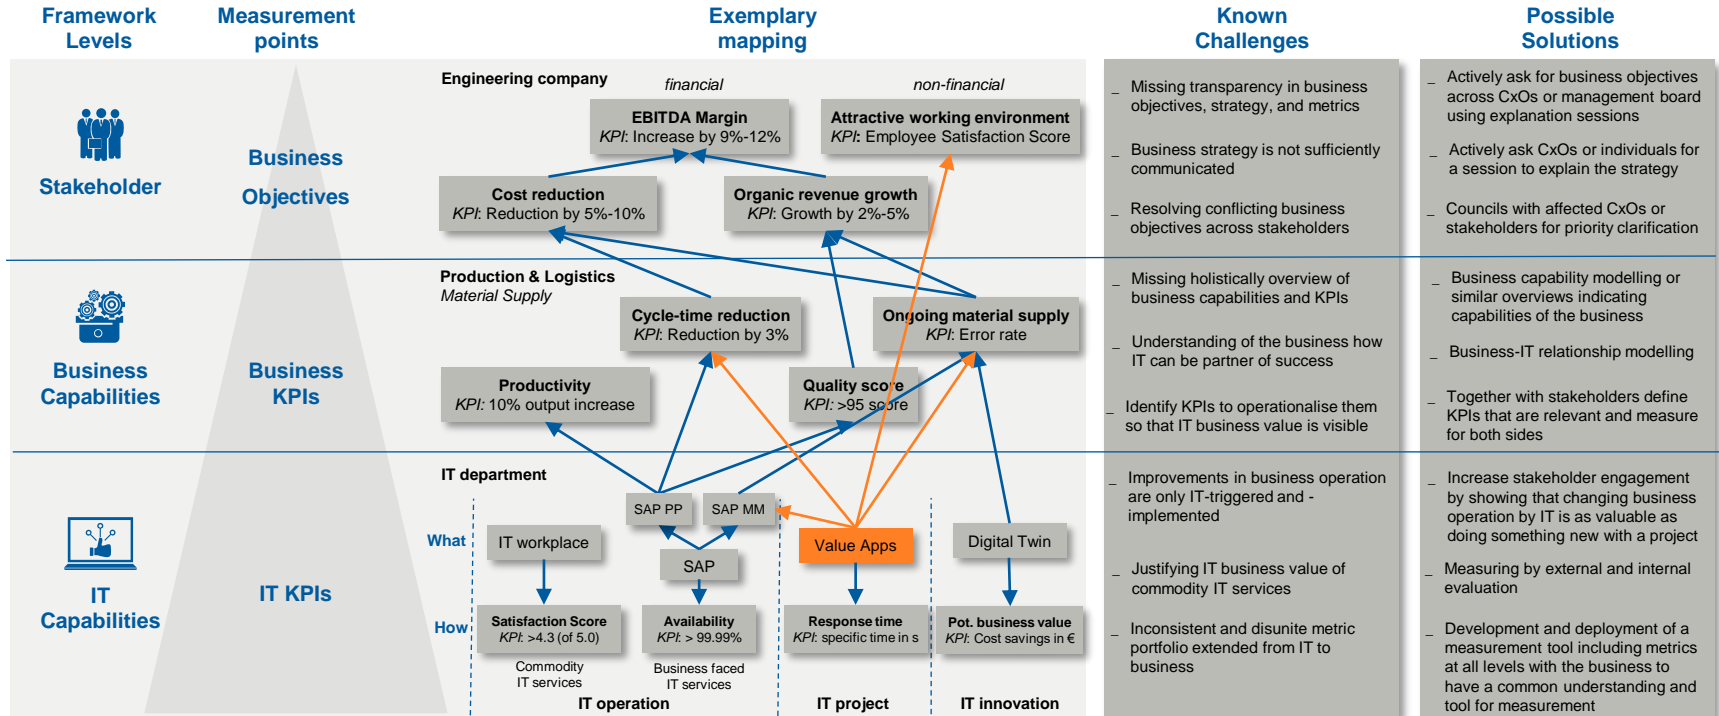 Framework
Levels
Measurement
points
Exemplary
mapping
Known
Challenges
Possible
Solutions
Stakeholder
Business
Objectives
Engineering company
financial
non-financial
EBITDA Margin
KPI: Increase by 9%-12%
Attractive working environment
KPI: Employee Satisfaction Score
Cost reduction
KPI: Reduction by 5%-10%
Organic revenue growth
KPI: Growth by 2%-5%
_ Missing transparency in business
objectives, strategy, and metrics
_ Business strategy is not sufficiently
communicated
_ Resolving conflicting business
objectives across stakeholders
_ Actively ask for business objectives
across CxOs or management board
using explanation sessions
_ Actively ask CxOs or individuals for
a session to explain the strategy
_ Councils with affected CxOs or
stakeholders for priority clarification
Business
Capabilities
Business
KPIs
Production & Logistics
Material Supply
Cycle-time reduction
KPI: Reduction by 3%
Ongoing material supply
KPI: Error rate
Productivity
KPI: 10% output increase
Quality score
KPI: >95 score
_ Missing holistically overview of
business capabilities and KPIs
_ Understanding of the business how
IT can be partner of success
_ Identify KPIs to operationalise them
so that IT business value is visible
_ Business capability modelling or
similar overviews indicating
capabilities of the business
_ Business-IT relationship modelling
_ Together with stakeholders define
KPIs that are relevant and measure
for both sides
IT
Capabilities
IT KPIs
IT department
SAP PP
SAP MM
What
IT workplace
SAP
Value Apps
Digital Twin
How
Satisfaction Score
KPI: >4.3 (of 5.0)
Availability
KPI: > 99.99%
Response time
KPI: specific time in s
Pot. business value
KPI: Cost savings in €
Commodity
IT services
Business faced
IT services
IT operation
IT project
IT innovation
_ Improvements in business operation
are only IT-triggered and -
implemented
_ Justifying IT business value of
commodity IT services
_ Inconsistent and disunite metric
portfolio extended from IT to
business
_ Increase stakeholder engagement
by showing that changing business
operation by IT is as valuable as
doing something new with a project
_ Measuring by external and internal
evaluation
_ Development and deployment of a
measurement tool including metrics
at all levels with the business to
have a common understanding and
tool for measurement